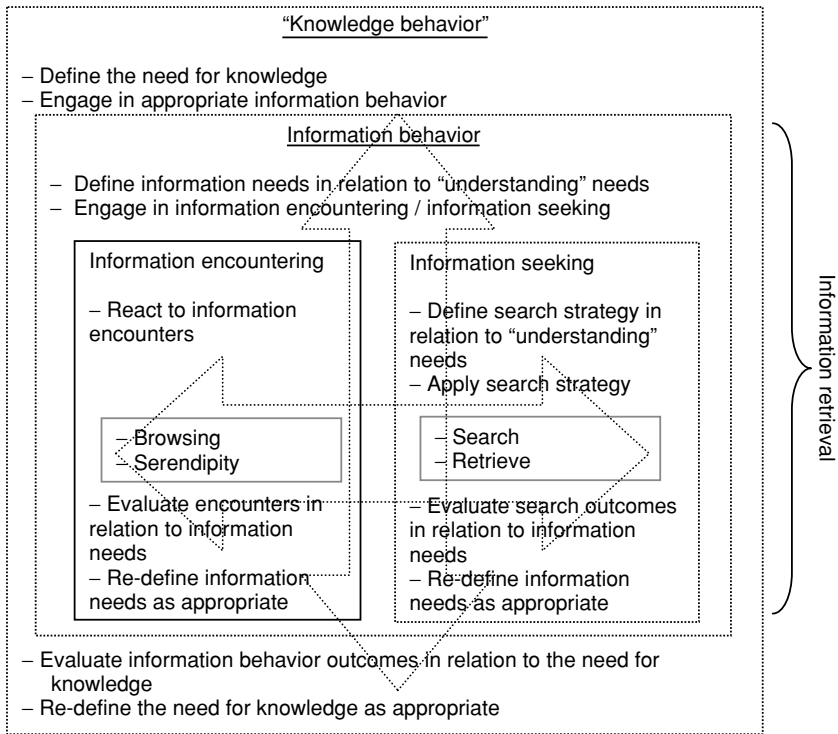 “Knowledge behavior”
– Define the need for knowledge
– Engage in appropriate information behavior
Information behavior
– Define information needs in relation to “understanding” needs
– Engage in information encountering / information seeking
Information encountering
– React to information
encounters
– Browsing
– Serendipity
– Evaluate encounters in
relation to information
needs
– Re-define information
needs as appropriate
Information seeking
– Define search strategy in
relation to “understanding”
needs
– Apply search strategy
– Search
– Retrieve
– Evaluate search outcomes
in relation to information
needs
– Re-define information
needs as appropriate
– Evaluate information behavior outcomes in relation to the need for
knowledge
– Re-define the need for knowledge as appropriate
Information retrieval